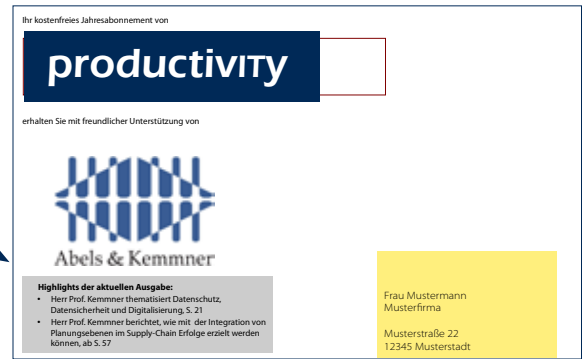 Ihr kostenfreies Jahresabonnement von
productivITy
erhalten Sie mit freundlicher Unterstützung von
Abels & Kemmner
Highlights der aktuellen Ausgabe:
• Herr Prof. Kemmner thematisiert Datenschutz,
Datensicherheit und Digitalisierung, S. 21
• Herr Prof. Kemmner berichtet, wie mit der Integration von
Planungsebenen im Supply-Chain Erfolge erzielt werden
können, ab S. 57
Frau Mustermann
Musterfirma
Musterstraße 22
12345 Musterstadt